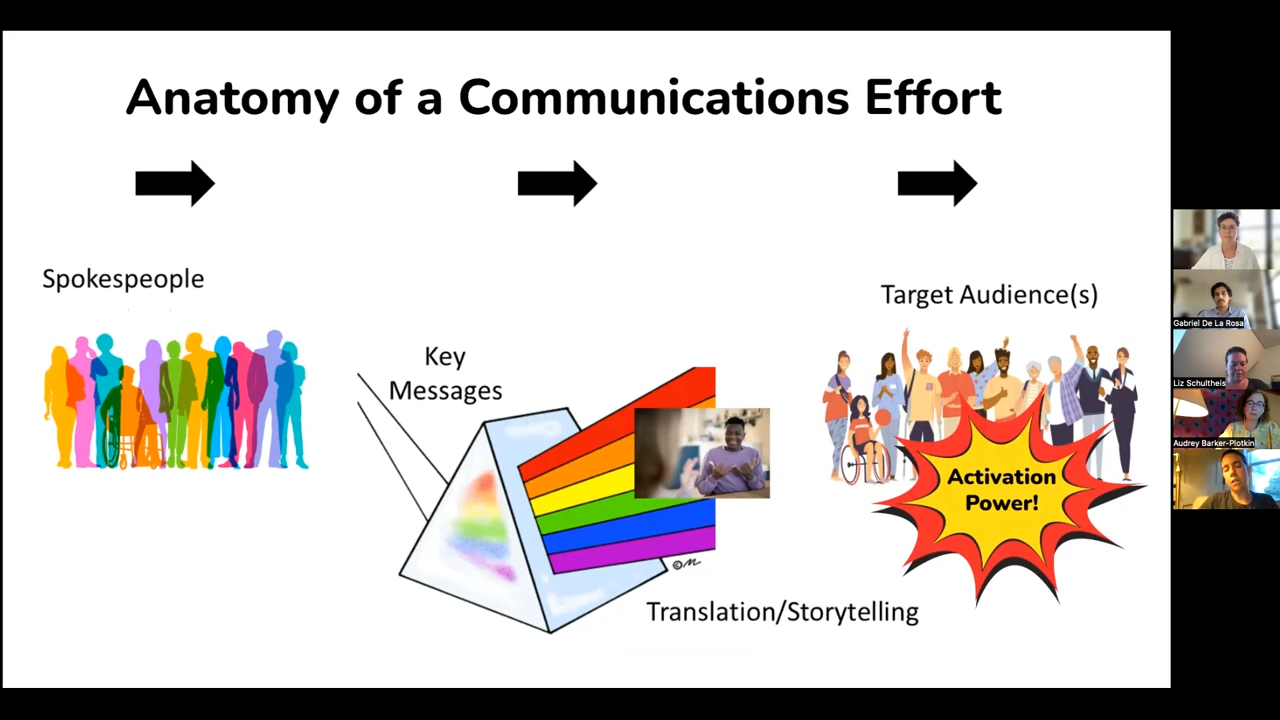 Anatomy of a Communications Effort
Spokespeople
Target Audience(s)
Key
Messages
Activation
Power!
©M
Translation/Storytelling
Gabriel De La Rosa
Liz Schultheis
Audrey Barker-Plotkin